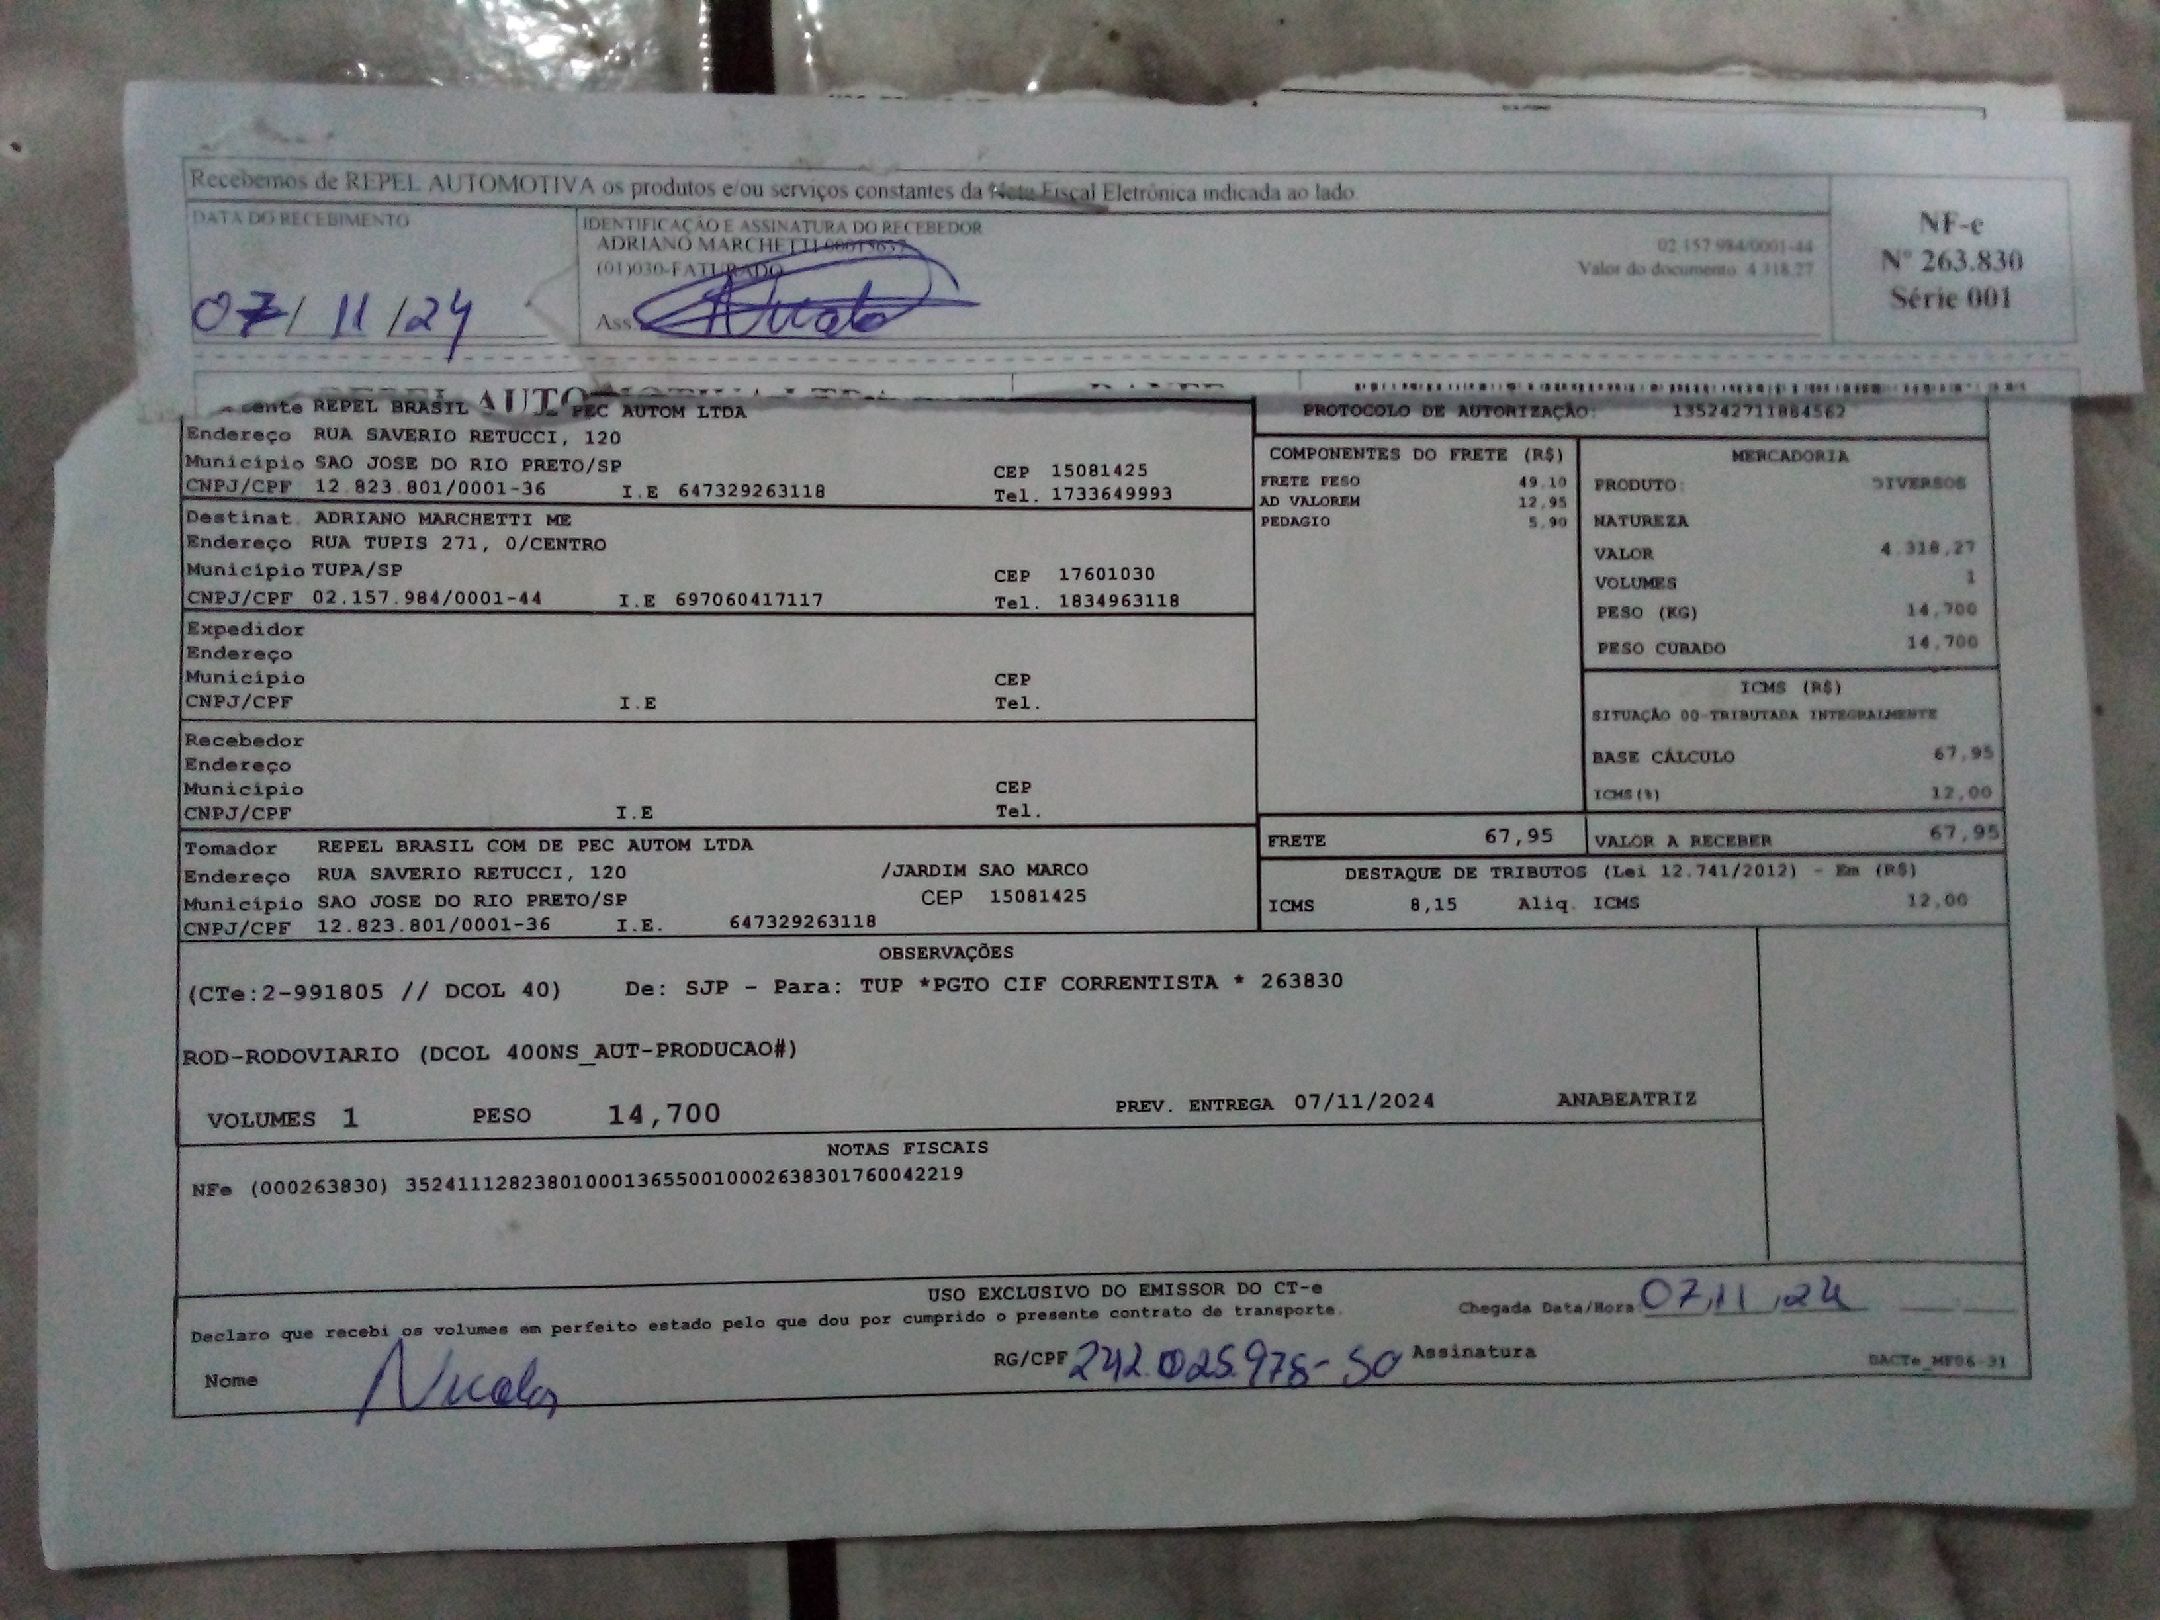 Recebemos de REPEL AUTOMOTIVA os produtos e/ou serviços constantes da Nota Fiscal Eletrônica indicada ao lado
DATA DO RECEBIMENTO
07/11/24
IDENTIFICAÇÃO E ASSINATURA DO RECEBEDOR
ADRIANO MARCHETTI
(01)030-FATURADO
02.157.984/0001-44
Valor do documento 4.318,27
Ass.
NF-e
Nº 263.830
Série 001
REPEL BRASIL PEC AUTOM LTDA
Endereço RUA SAVERIO RETUCCI, 120
Município SAO JOSE DO RIO PRETO/SP CEP 15081425
CNPJ/CPF 12.823.801/0001-36 I.E 647329263118 Tel. 1733649993
Destinat. ADRIANO MARCHETTI ME
Endereço RUA TUPIS 271, 0/CENTRO
Município TUPA/SP CEP 17601030
CNPJ/CPF 02.157.984/0001-44 I.E 697060417117 Tel. 1834963118
Expedidor
Endereço
Município CEP
CNPJ/CPF I.E Tel.
Recebedor
Endereço
Município CEP
CNPJ/CPF I.E Tel.
Tomador REPEL BRASIL COM DE PEC AUTOM LTDA
Endereço RUA SAVERIO RETUCCI, 120 /JARDIM SAO MARCO
Município SAO JOSE DO RIO PRETO/SP CEP 15081425
CNPJ/CPF 12.823.801/0001-36 I.E. 647329263118
PROTOCOLO DE AUTORIZAÇÃO: 135242711884562
COMPONENTES DO FRETE (R$)
FRETE PESO 49,10
AD VALOREM 12,95
PEDAGIO 5,90
MERCADORIA
PRODUTO: DIVERSOS
NATUREZA
VALOR 4.318,27
VOLUMES 1
PESO (KG) 14,700
PESO CUBADO 14,700
ICMS (R$)
SITUAÇÃO 00-TRIBUTADA INTEGRALMENTE
BASE CÁLCULO 67,95
ICMS(%) 12,00
FRETE 67,95 VALOR A RECEBER 67,95
DESTAQUE DE TRIBUTOS (Lei 12.741/2012) - Em (R$)
ICMS 8,15 Aliq. ICMS 12,00
OBSERVAÇÕES
(CTe:2-991805 // DCOL 40) De: SJP - Para: TUP *PGTO CIF CORRENTISTA * 263830
ROD-RODOVIARIO (DCOL 400NS_AUT-PRODUCAO#)
VOLUMES 1 PESO 14,700 PREV. ENTREGA 07/11/2024 ANABEATRIZ
NOTAS FISCAIS
NFe (000263830) 35241112823801000136550010002638301760042219
USO EXCLUSIVO DO EMISSOR DO CT-e
Declaro que recebi os volumes em perfeito estado pelo que dou por cumprido o presente contrato de transporte. Chegada Data/Hora 07,11,24
Nome RG/CPF 242.025.978-50 Assinatura DACTe_MF06-31